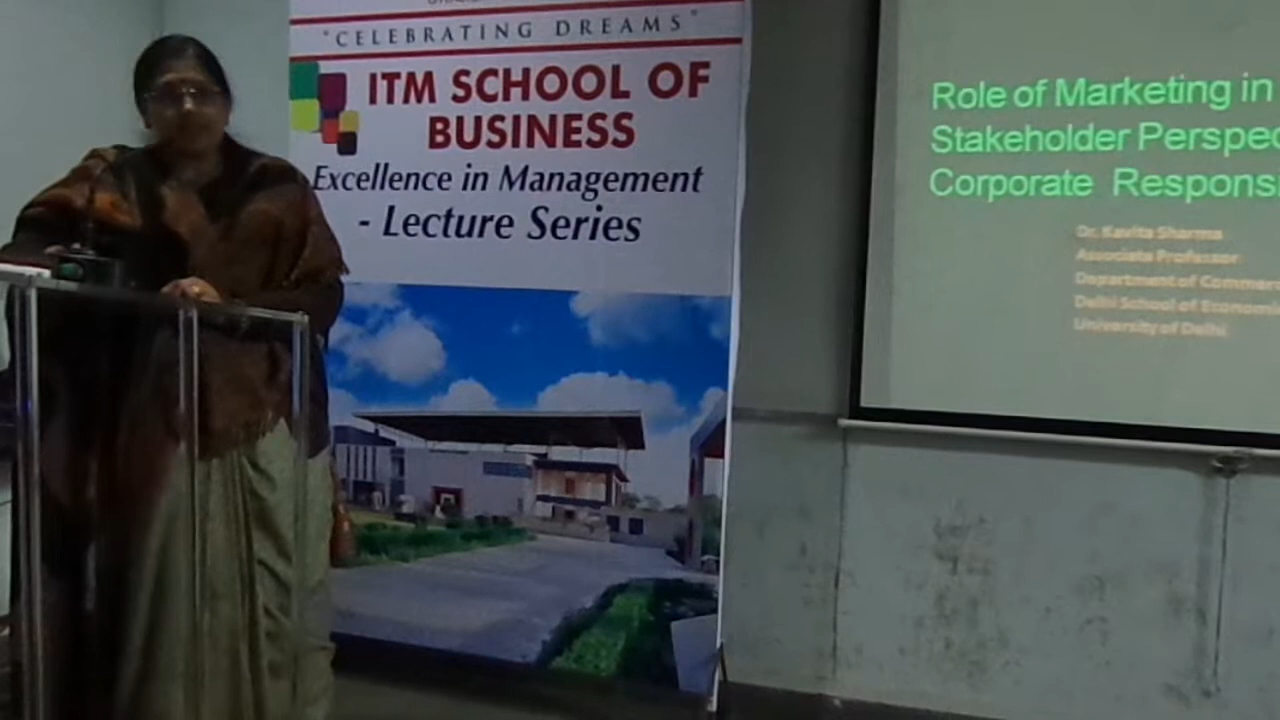 "CELEBRATING DREAMS"
ITM SCHOOL OF
BUSINESS
Excellence in Management
- Lecture Series
Role of Marketing in
Stakeholder Perspec
Corporate Respons
Dr. Kavita Sharma
Associate Professor
Department of Commer
Delhi School of Economi
University of Delhi